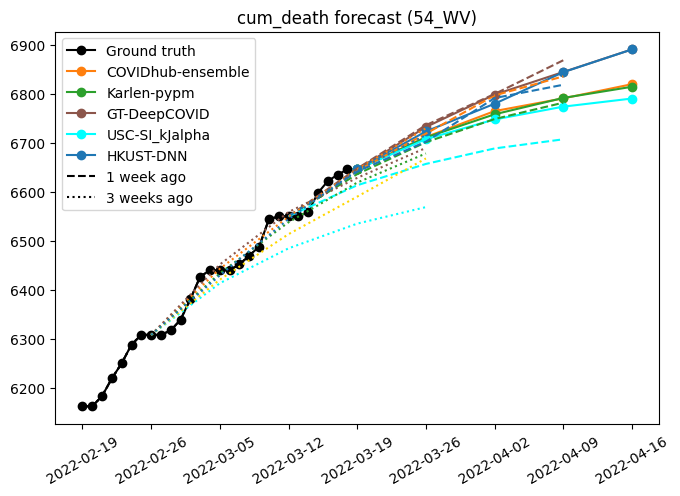 cum_death forecast (54_WV)
6900
6800
6700
6600
6500
6400
6300
6200
Ground truth
COVIDhub-ensemble
Karlen-pypm
GT-DeepCOVID
USC-SI_kJalpha
HKUST-DNN
1 week ago
3 weeks ago
2022-02-19
2022-02-26
2022-03-05
2022-03-12
2022-03-19
2022-03-26
2022-04-02
2022-04-09
2022-04-16